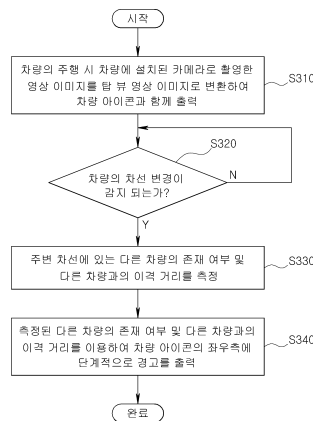 시작
차량의 주행 시 차량에 설치된 카메라로 촬영한
영상 이미지를 탑 뷰 영상 이미지로 변환하여
차량 아이콘과 함께 출력
S310
S320
차량의 차선 변경이
감지 되는가?
N
Y
주변 차선에 있는 다른 차량의 존재 여부 및
다른 차량과의 이격 거리를 측정
S330
측정된 다른 차량의 존재 여부 및 다른 차량과의
이격 거리를 이용하여 차량 아이콘의 좌우측에
단계적으로 경고를 출력
S340
완료